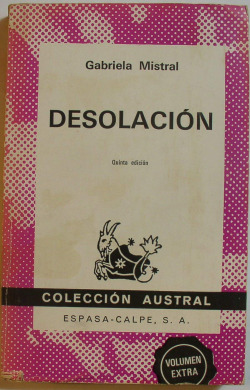 Gabriela Mistral
DESOLACIÓN
Quinta edición
COLECCIÓN AUSTRAL
ESPASA-CALPE, S. A.
VOLUMEN
EXTRA